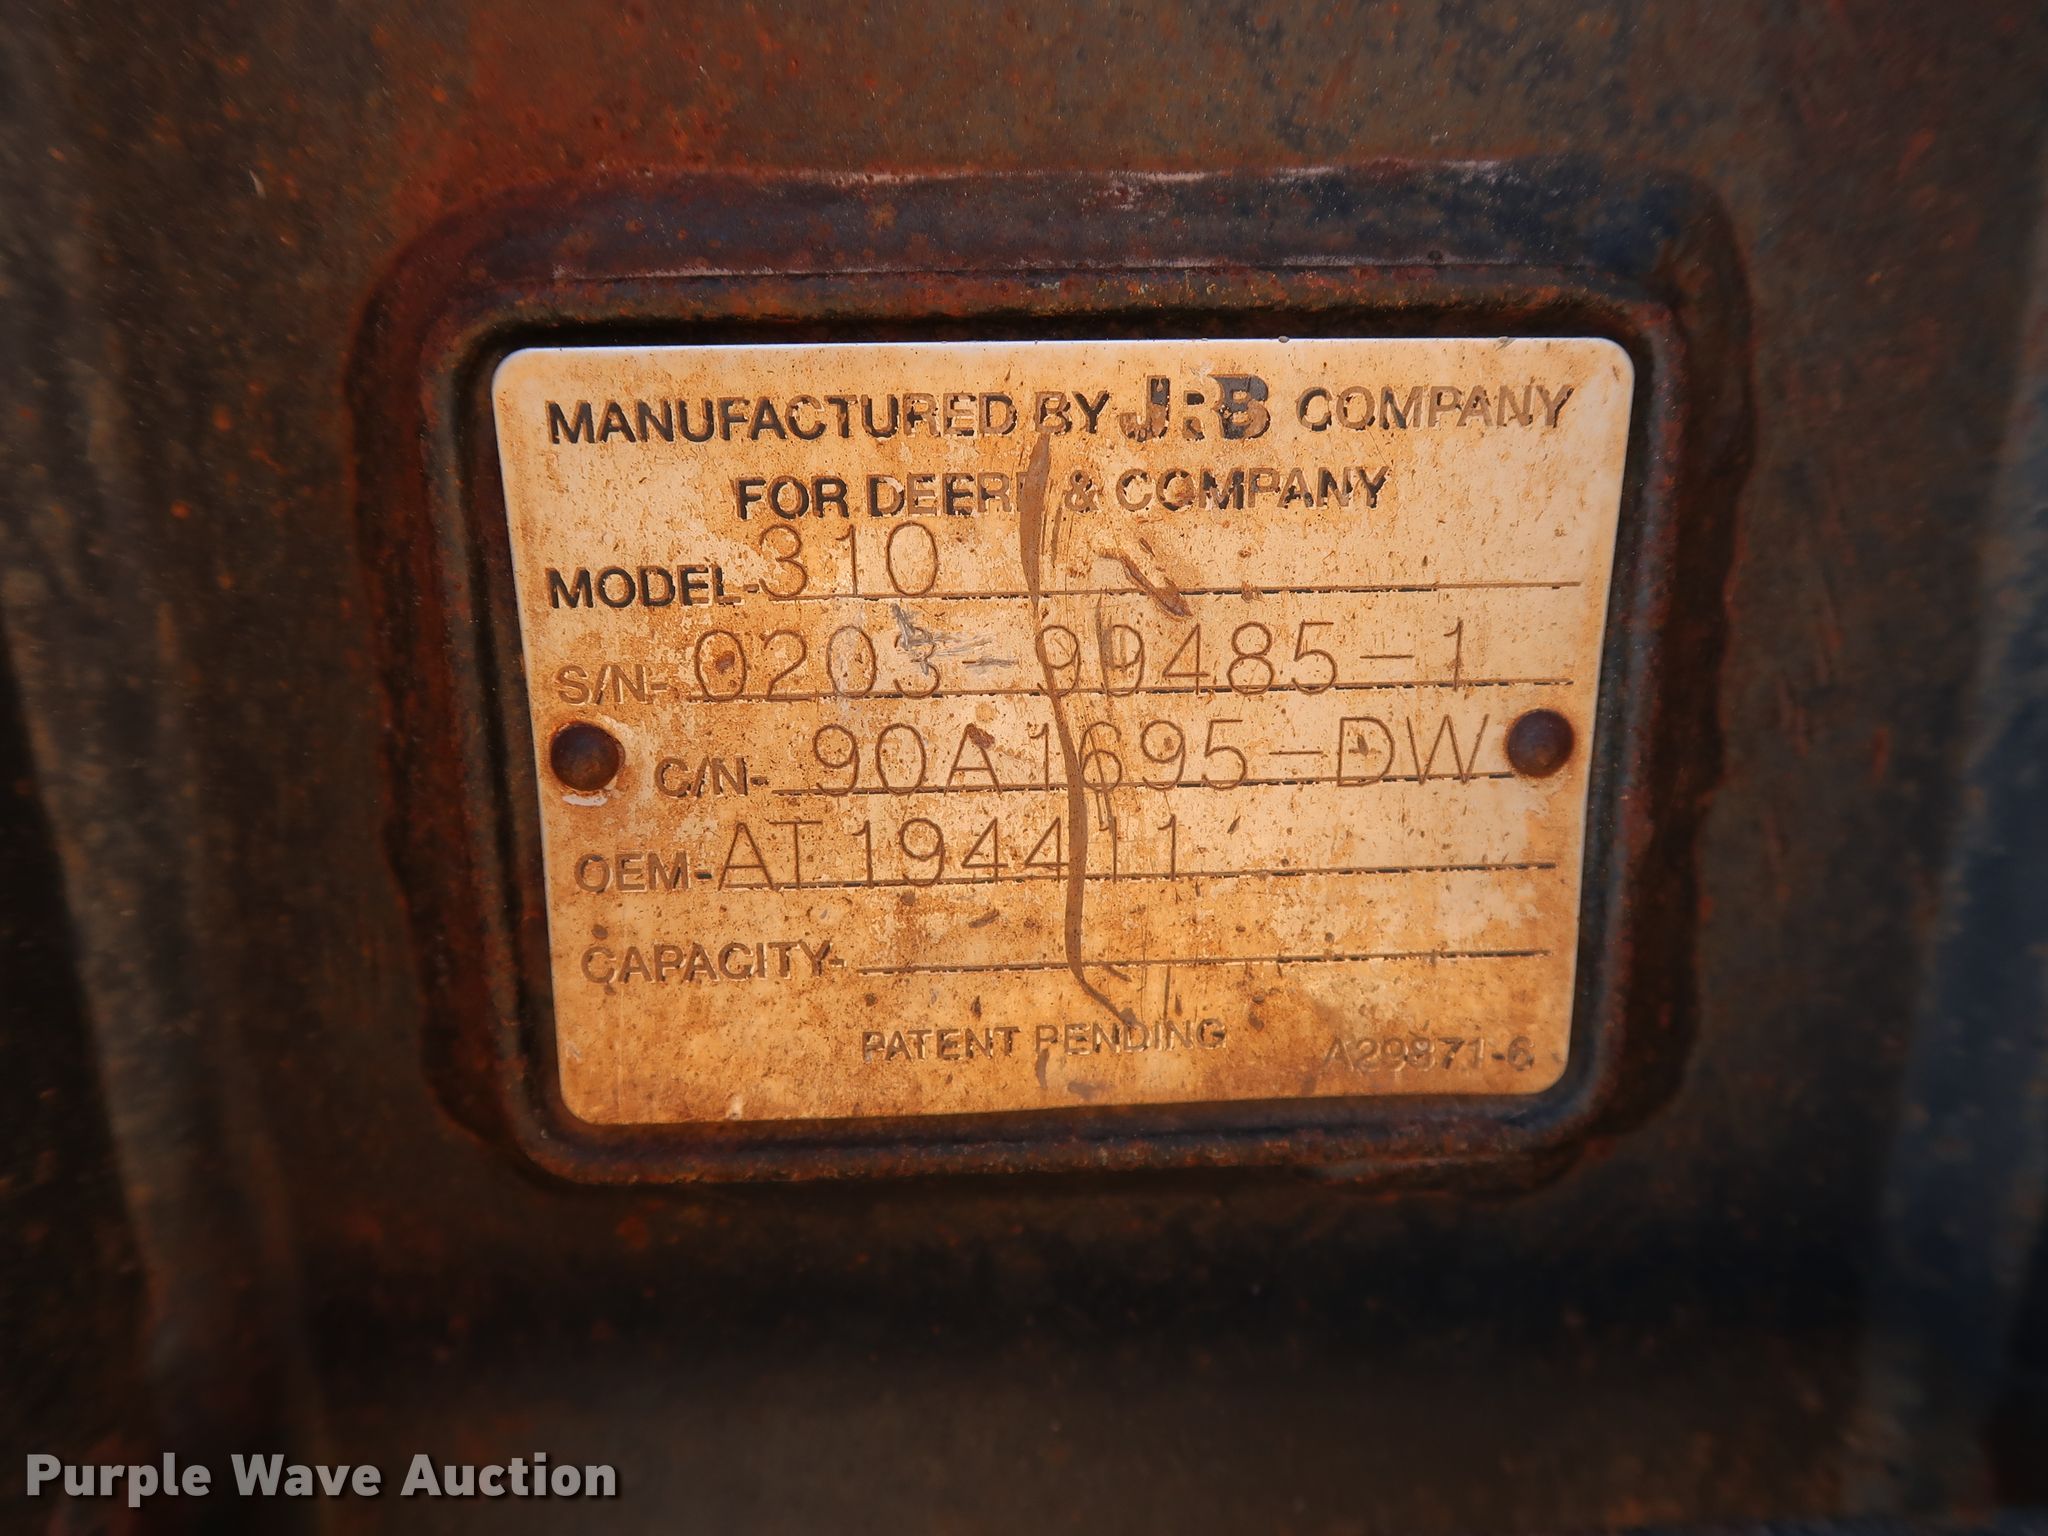 MANUFACTURED BY JRB COMPANY
FOR DEERE & COMPANY
MODEL-310
S/N-0203-99485-1
C/N-90A1695-DW
OEM-AT194411
CAPACITY-
PATENT PENDING A29871-6
Purple Wave Auction